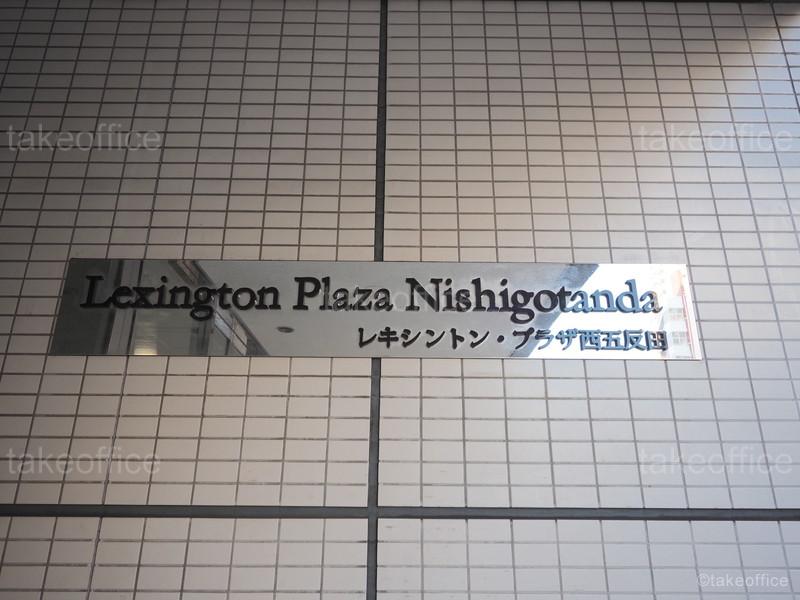 takeoffice takeoffice
Lexington Plaza Nishigotanda
レキシントン・プラザ西五反田
takeoffice takeoffice
©takeoffice